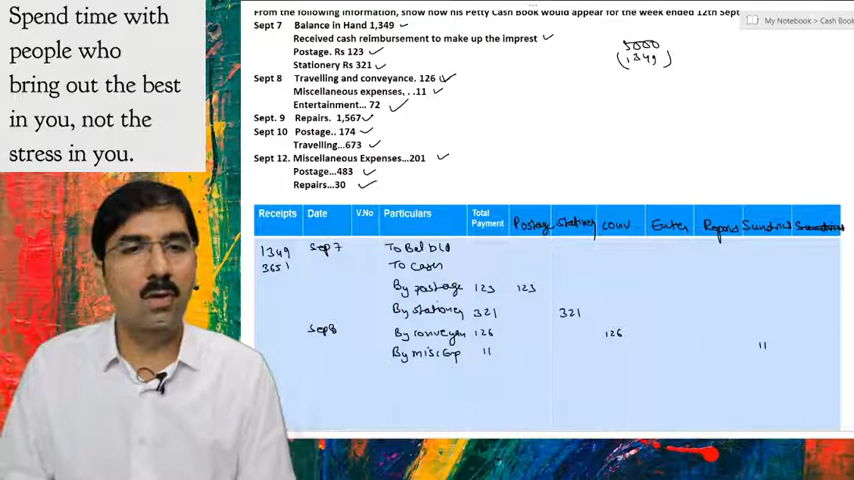 Spend time with
people who
bring out the best
in you, not the
stress in you.
From the following information, show how his Petty Cash Book would appear for the week ended 12th Sept
Sept 7 Balance in Hand 1,349
Received cash reimbursement to make up the imprest
Postage. Rs 123
Stationery Rs 321
Sept 8 Travelling and conveyance. 126
Miscellaneous expenses. . .11
Entertainment... 72
Sept. 9 Repairs. 1,567
Sept 10 Postage.. 174
Travelling...673
Sept 12. Miscellaneous Expenses...201
Postage...483
Repairs...30
5000
(1349)
My Notebook > Cash Book
Receipts Date V.No Particulars Total Payment Postage Stationery conv Enter Repairs Sundries
1349 Sep 7 To Bal b/d
3651 To cash
By postage 123 123
By stationery 321 321
Sep 8 By conveyan 126 126
By misc exp 11 11